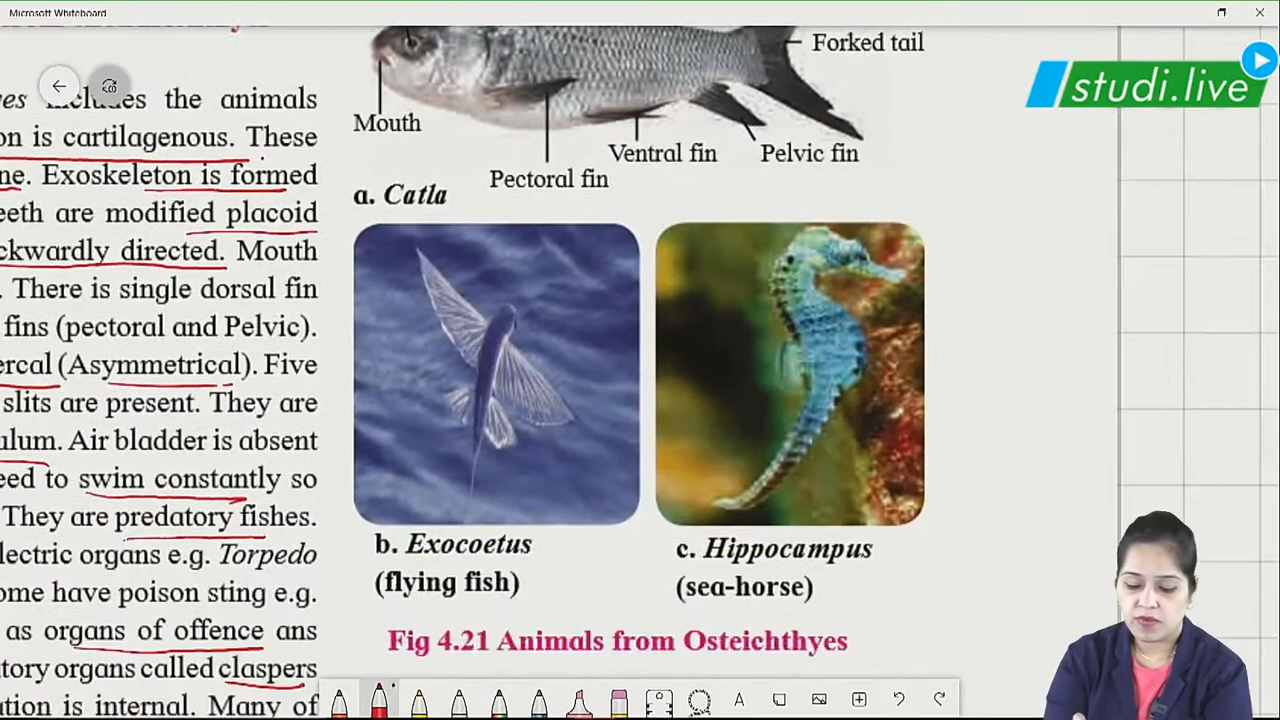 Microsoft Whiteboard
studi.live
includes the animals
on is cartilagenous. These
ne. Exoskeleton is formed
eeth are modified placoid
ckwardly directed. Mouth
. There is single dorsal fin
fins (pectoral and Pelvic).
ercal (Asymmetrical). Five
slits are present. They are
ulum. Air bladder is absent
eed to swim constantly so
They are predatory fishes.
lectric organs e.g. Torpedo
ome have poison sting e.g.
as organs of offence ans
tory organs called claspers
ation is internal. Many of
Forked tail
Mouth
Ventral fin
Pelvic fin
Pectoral fin
a. Catla
b. Exocoetus
(flying fish)
c. Hippocampus
(sea-horse)
Fig 4.21 Animals from Osteichthyes